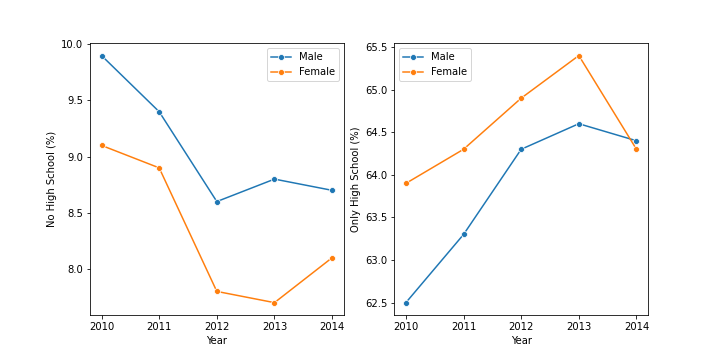 No High School (%)
10.0
9.5
9.0
8.5
8.0
2010 2011 2012 2013 2014
Year
Male
Female
Only High School (%)
65.5
65.0
64.5
64.0
63.5
63.0
62.5
2010 2011 2012 2013 2014
Year
Male
Female